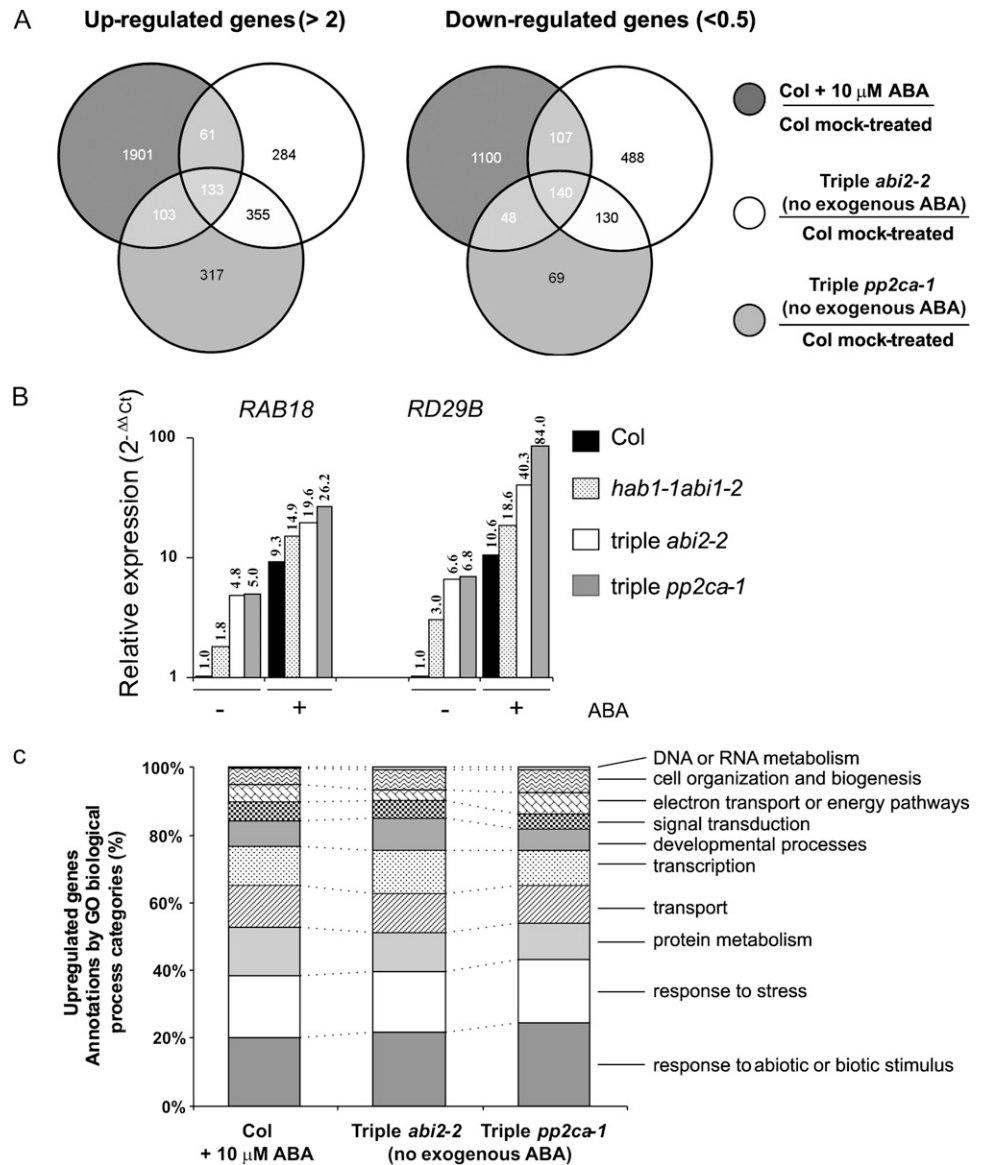 A
Up-regulated genes (> 2)
Down-regulated genes (<0.5)
1901
61
284
133
103
355
317
1100
107
488
140
48
130
69
Col + 10 µM ABA
Col mock-treated
Triple abi2-2
(no exogenous ABA)
Col mock-treated
Triple pp2ca-1
(no exogenous ABA)
Col mock-treated
B
Relative expression (2-ΔΔCt)
RAB18
RD29B
100
10
1
1.0
1.8
4.8
5.0
9.3
14.9
19.6
26.2
1.0
3.0
6.6
6.8
10.6
18.6
40.3
84.0
- + - + ABA
Col
hab1-1abi1-2
triple abi2-2
triple pp2ca-1
c
Upregulated genes
Annotations by GO biological
process categories (%)
100%
80%
60%
40%
20%
0%
DNA or RNA metabolism
cell organization and biogenesis
electron transport or energy pathways
signal transduction
developmental processes
transcription
transport
protein metabolism
response to stress
response to abiotic or biotic stimulus
Col
+ 10 µM ABA
Triple abi2-2 Triple pp2ca-1
(no exogenous ABA)